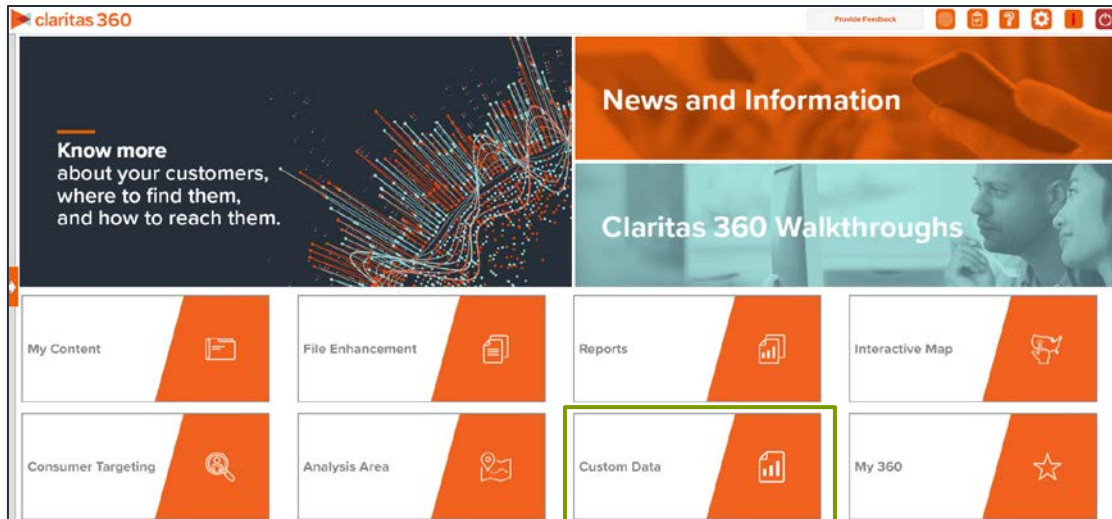 claritas 360
Provide Feedback
Know more
about your customers,
where to find them,
and how to reach them.
News and Information
Claritas 360 Walkthroughs
My Content
File Enhancement
Reports
Interactive Map
Consumer Targeting
Analysis Area
Custom Data
My 360